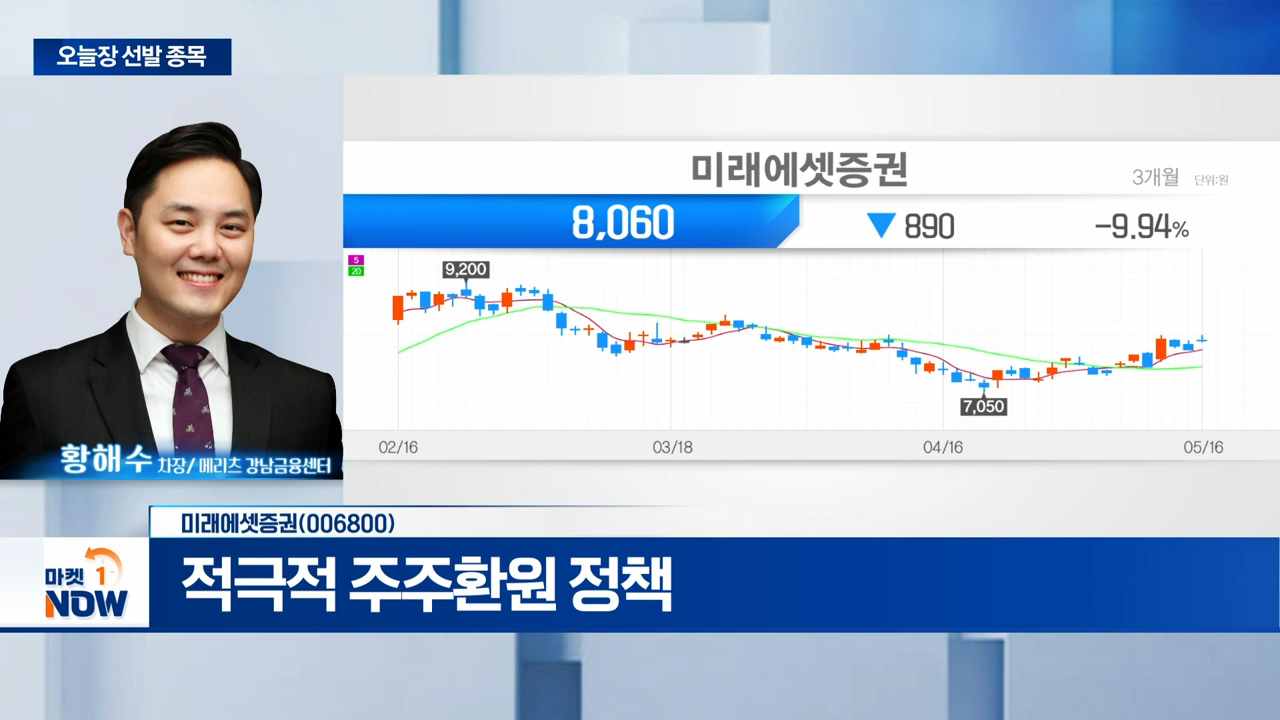 오늘장 선발 종목
미래에셋증권
3개월 단위:원
8,060 ▼ 890 -9.94%
5
20
9,200
7,050
02/16 03/18 04/16 05/16
황해수 차장/ 메리츠 강남금융센터
미래에셋증권(006800)
적극적 주주환원 정책
마켓 1
NOW